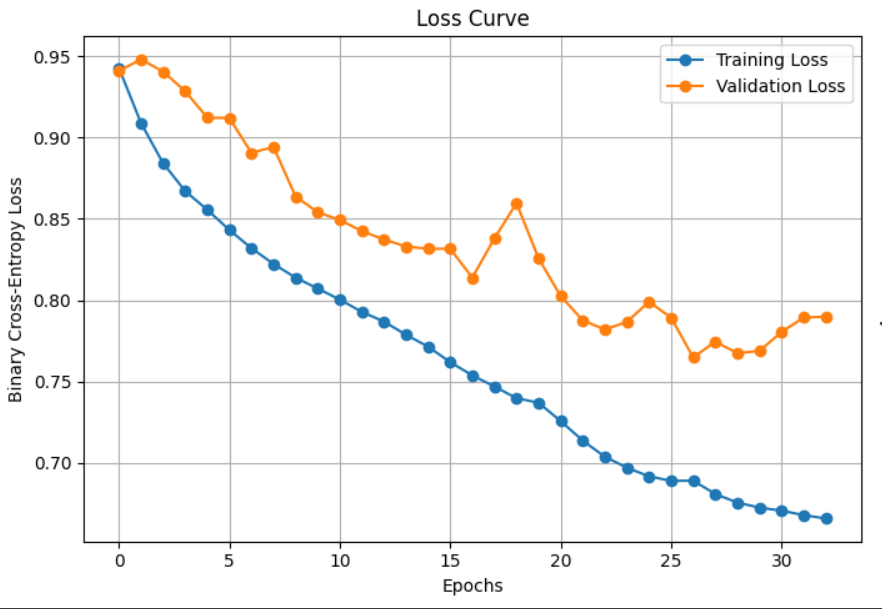 Loss Curve
Training Loss
Validation Loss
0.95
0.90
0.85
0.80
0.75
0.70
Binary Cross-Entropy Loss
0 5 10 15 20 25 30
Epochs